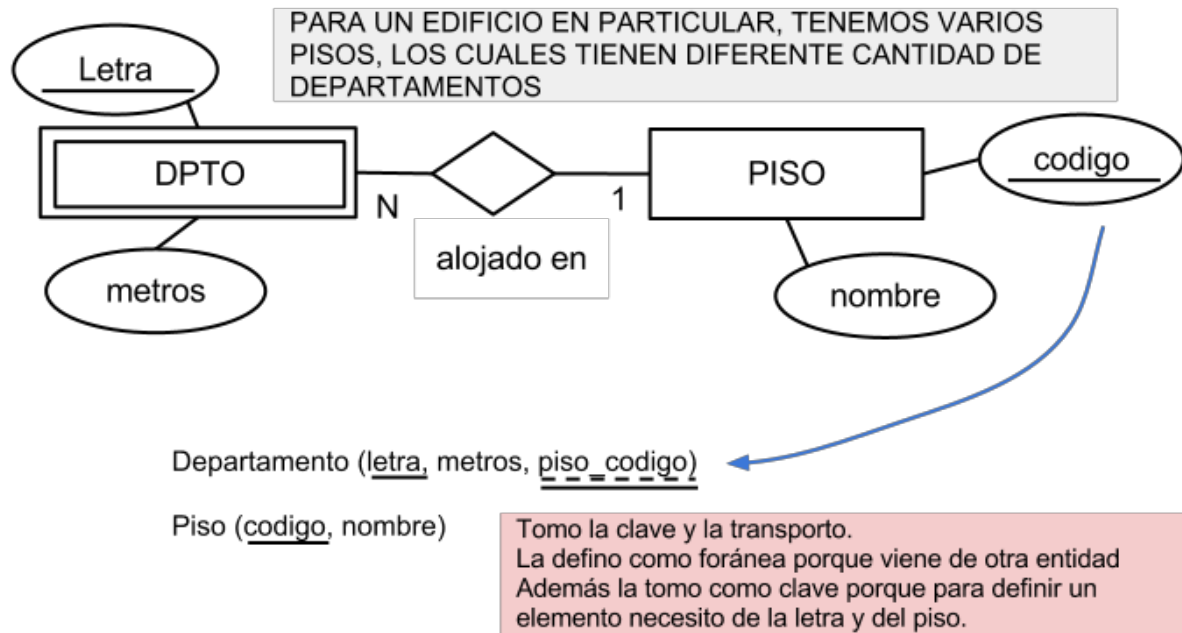 PARA UN EDIFICIO EN PARTICULAR, TENEMOS VARIOS
PISOS, LOS CUALES TIENEN DIFERENTE CANTIDAD DE
DEPARTAMENTOS
Letra
DPTO
N
1
PISO
codigo
alojado en
metros
nombre
Departamento (letra, metros, piso_codigo)
Piso (codigo, nombre)
Tomo la clave y la transporto.
La defino como foránea porque viene de otra entidad
Además la tomo como clave porque para definir un
elemento necesito de la letra y del piso.